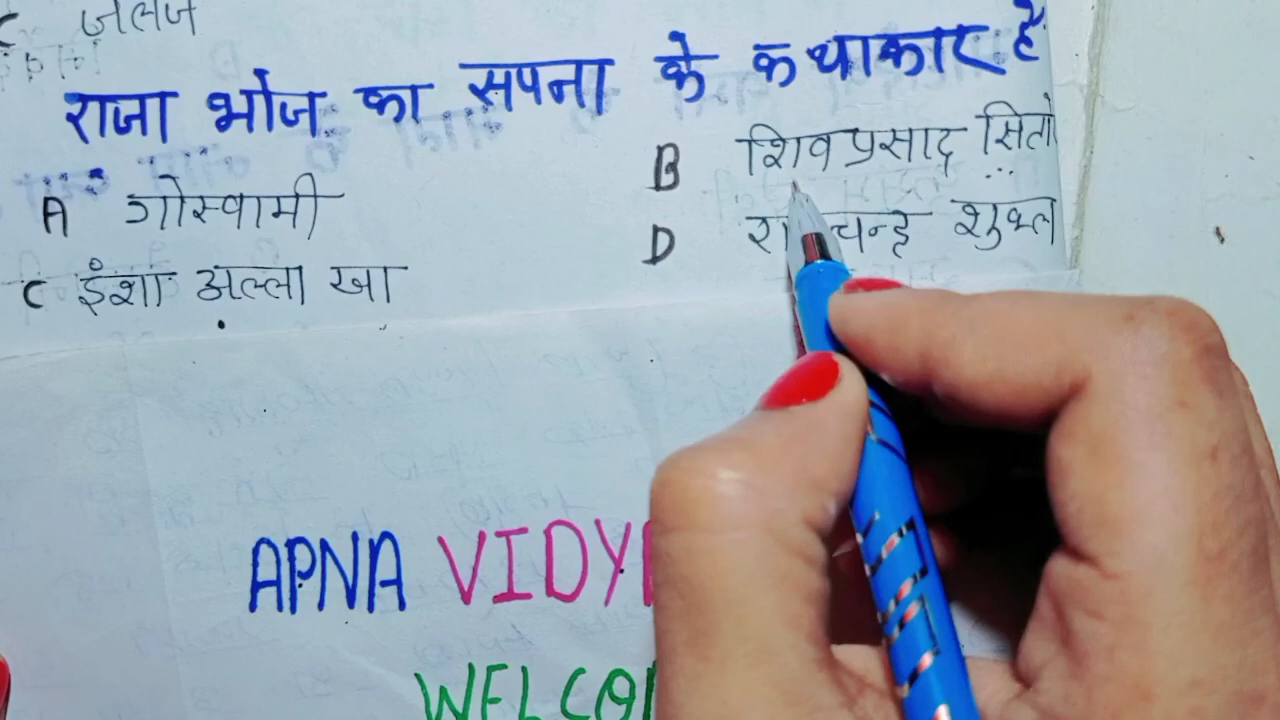 C जलज
राजा भोज का सपना के कथाकार है
B शिवप्रसाद सितो
A गोस्वामी
D चन्द्र शुक्ल
C इंशा अल्ला खा
APNA VIDY
WELCO